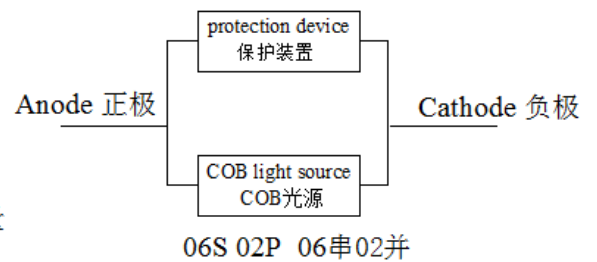 protection device
保护装置
Anode 正极
Cathode 负极
COB light source
COB光源
06S 02P 06串02并